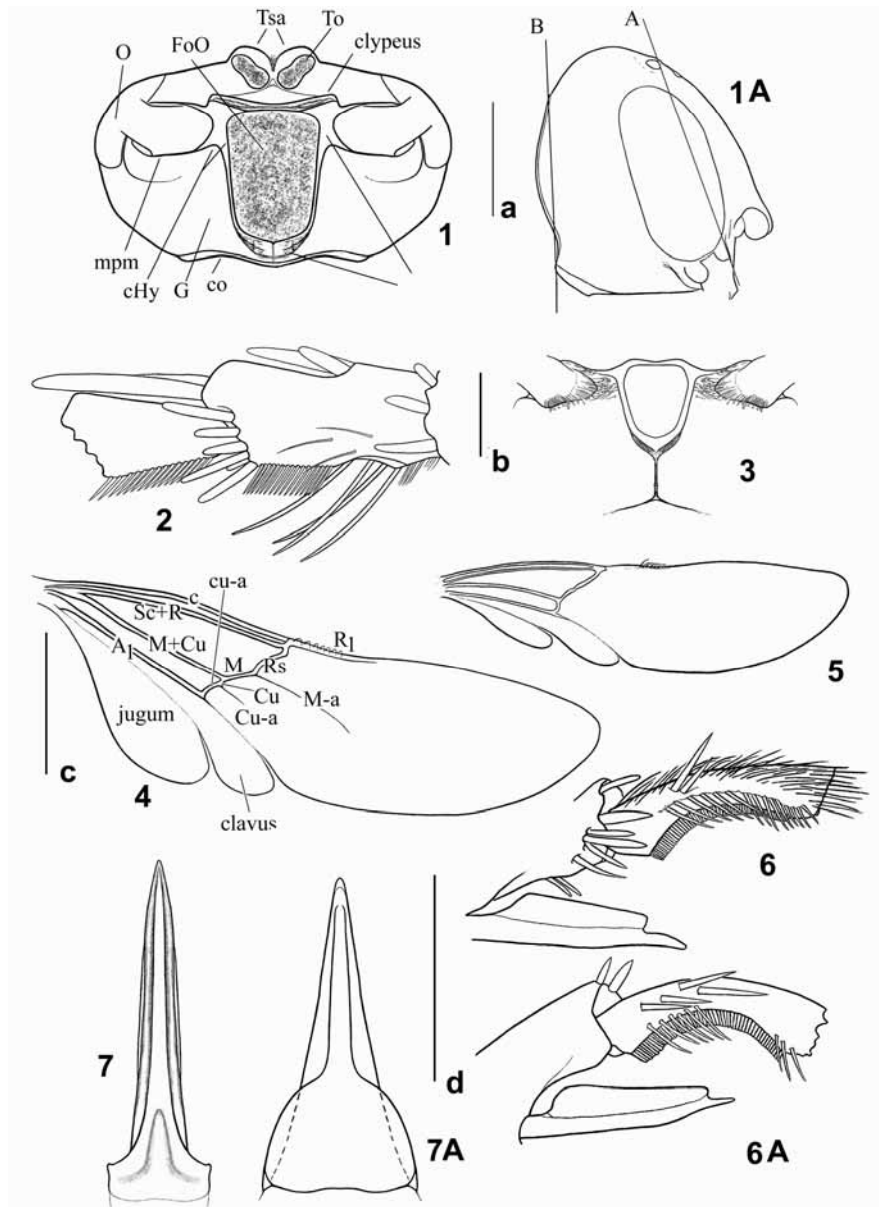 Tsa
To
FoO
clypeus
O
B
A
1A
a
1
mpm
cHy
G
co
2
b
3
cu-a
c
Sc+R
A1
M+Cu
R1
M
Rs
Cu
M-a
Cu-a
jugum
5
c
4
clavus
6
7
d
7A
6A